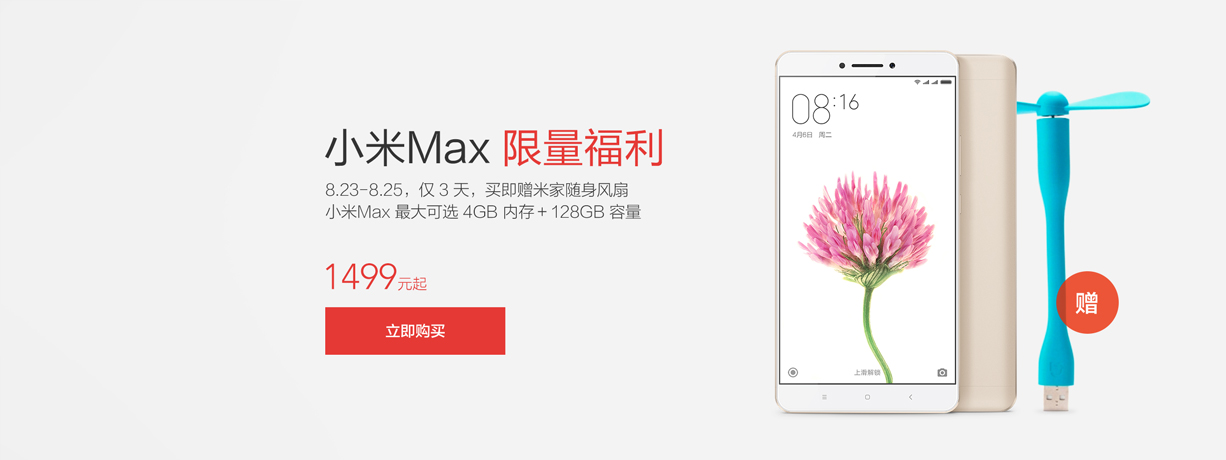 小米Max 限量福利
8.23-8.25，仅 3 天，买即赠米家随身风扇
小米Max 最大可选 4GB 内存＋128GB 容量
1499元起
立即购买
08:16
4月6日 周二
上滑解锁
赠